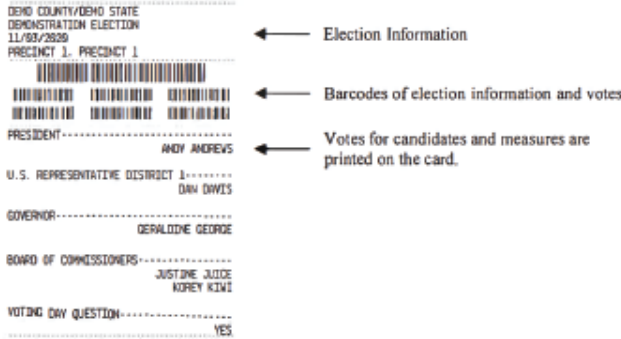 DEMO COUNTY/DEMO STATE
DEMONSTRATION ELECTION
11/03/2020
PRECINCT 1, PRECINCT 1
PRESIDENT
ANDY ANDREWS
U.S. REPRESENTATIVE DISTRICT 1
DAN DAVIS
GOVERNOR
GERALDINE GEORGE
BOARD OF COMMISSIONERS
JUSTINE JUICE
KOREY KIWI
VOTING DAY QUESTION
YES
Election Information
Barcodes of election information and votes
Votes for candidates and measures are
printed on the card.